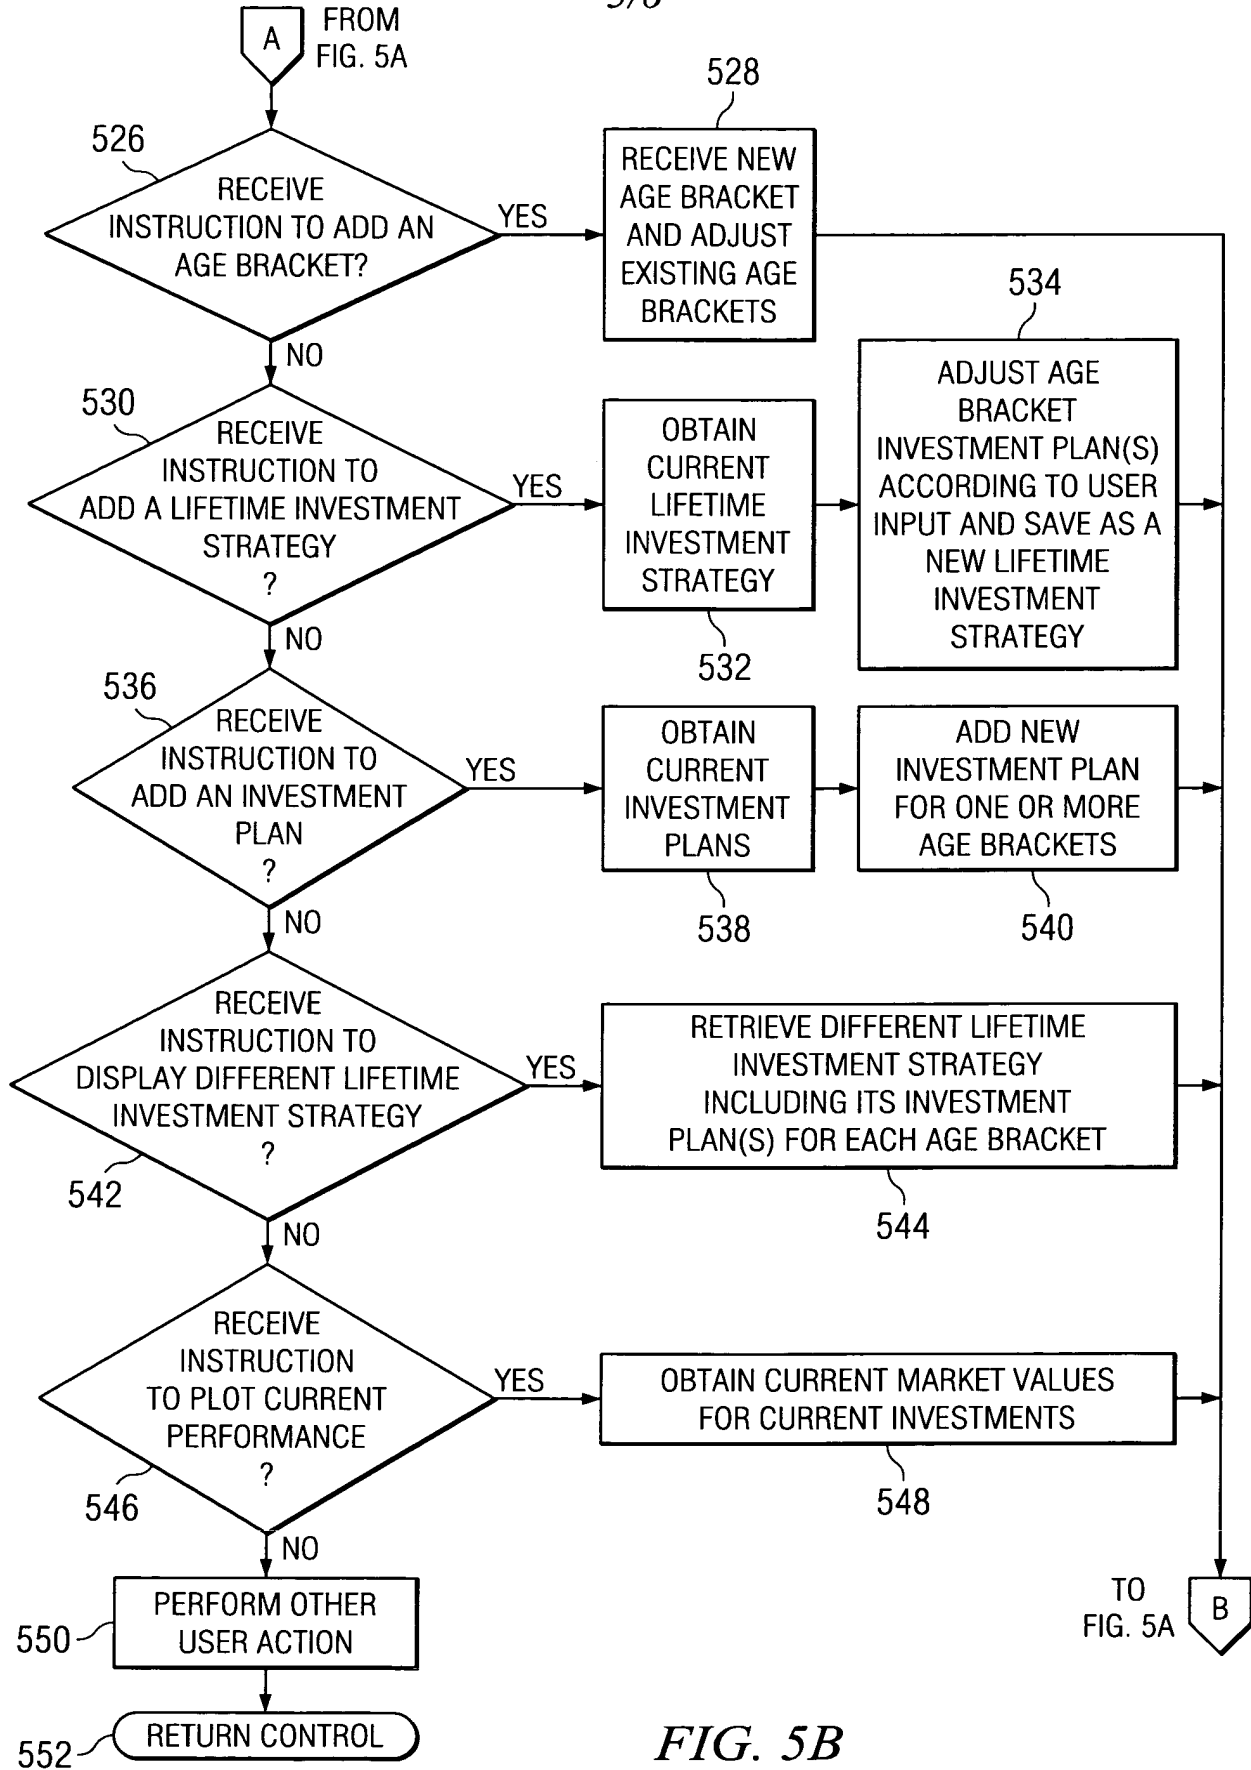 5/6
A
FROM
FIG. 5A
526
RECEIVE
INSTRUCTION TO ADD AN
AGE BRACKET?
YES
528
RECEIVE NEW
AGE BRACKET
AND ADJUST
EXISTING AGE
BRACKETS
NO
530
RECEIVE
INSTRUCTION TO
ADD A LIFETIME INVESTMENT
STRATEGY
?
YES
OBTAIN
CURRENT
LIFETIME
INVESTMENT
STRATEGY
532
534
ADJUST AGE
BRACKET
INVESTMENT PLAN(S)
ACCORDING TO USER
INPUT AND SAVE AS A
NEW LIFETIME
INVESTMENT
STRATEGY
NO
536
RECEIVE
INSTRUCTION TO
ADD AN INVESTMENT
PLAN
?
YES
OBTAIN
CURRENT
INVESTMENT
PLANS
538
ADD NEW
INVESTMENT PLAN
FOR ONE OR MORE
AGE BRACKETS
540
NO
RECEIVE
INSTRUCTION TO
DISPLAY DIFFERENT LIFETIME
INVESTMENT STRATEGY
?
542
YES
RETRIEVE DIFFERENT LIFETIME
INVESTMENT STRATEGY
INCLUDING ITS INVESTMENT
PLAN(S) FOR EACH AGE BRACKET
544
NO
RECEIVE
INSTRUCTION
TO PLOT CURRENT
PERFORMANCE
?
546
YES
OBTAIN CURRENT MARKET VALUES
FOR CURRENT INVESTMENTS
548
NO
PERFORM OTHER
USER ACTION
550
TO
FIG. 5A
B
RETURN CONTROL
552
FIG. 5B